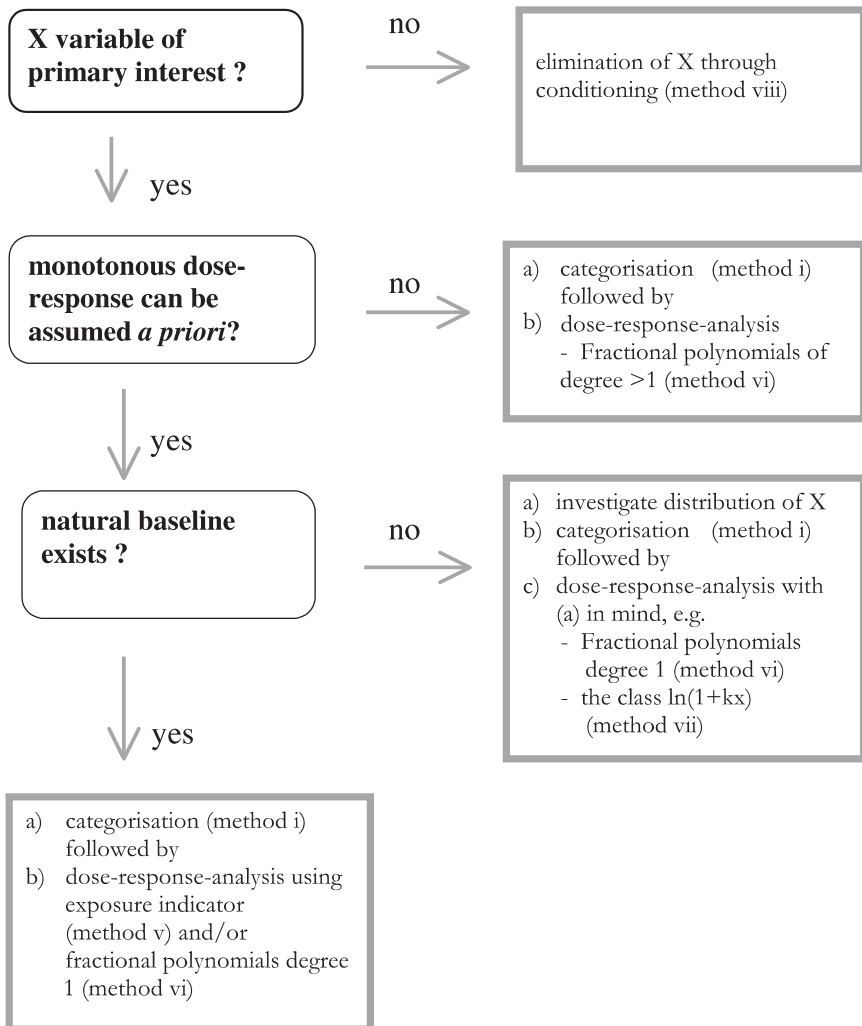 X variable of
primary interest ?
no
elimination of X through
conditioning (method viii)
yes
monotonous dose-
response can be
assumed a priori?
no
a) categorisation (method i)
followed by
b) dose-response-analysis
- Fractional polynomials of
degree >1 (method vi)
yes
natural baseline
exists ?
no
a) investigate distribution of X
b) categorisation (method i)
followed by
c) dose-response-analysis with
(a) in mind, e.g.
- Fractional polynomials
degree 1 (method vi)
- the class ln(1+kx)
(method vii)
yes
a) categorisation (method i)
followed by
b) dose-response-analysis using
exposure indicator
(method v) and/or
fractional polynomials degree
1 (method vi)